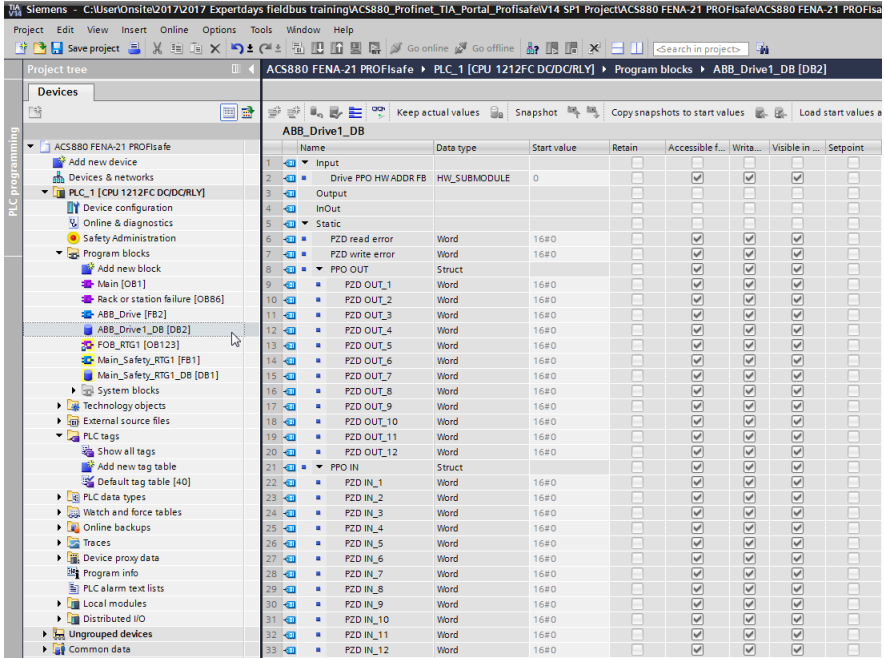 Siemens - C:\User\Onsite\2017\2017 Expertdays fieldbus training\ACS880_Profinet_TIA_Portal_Profisafe\V14 SP1 Project\ACS880 FENA-21 PROFIsafe\ACS880 FENA-21 PROFIsa
Project Edit View Insert Online Options Tools Window Help
Save project Go online Go offline <Search in project>
Project tree
ACS880 FENA-21 PROFIsafe PLC_1 [CPU 1212FC DC/DC/RLY] Program blocks ABB_Drive1_DB [DB2]
Devices
Keep actual values Snapshot Copy snapshots to start values Load start values a
PLC programming
ACS880 FENA-21 PROFIsafe
Add new device
Devices & networks
PLC_1 [CPU 1212FC DC/DC/RLY]
Device configuration
Online & diagnostics
Safety Administration
Program blocks
Add new block
Main [OB1]
Rack or station failure [OB86]
ABB_Drive [FB2]
ABB_Drive1_DB [DB2]
FOB_RTG1 [OB123]
Main_Safety_RTG1 [FB1]
Main_Safety_RTG1_DB [DB1]
System blocks
Technology objects
External source files
PLC tags
Show all tags
Add new tag table
Default tag table [40]
PLC data types
Watch and force tables
Online backups
Traces
Device proxy data
Program info
PLC alarm text lists
Local modules
Distributed I/O
Ungrouped devices
Common data
ABB_Drive1_DB
Name Data type Start value Retain Accessible f... Writa... Visible in ... Setpoint
1 Input
2 Drive PPO HW ADDR FB HW_SUBMODULE 0
3 Output
4 InOut
5 Static
6 PZD read error Word 16#0
7 PZD write error Word 16#0
8 PPO OUT Struct
9 PZD OUT_1 Word 16#0
10 PZD OUT_2 Word 16#0
11 PZD OUT_3 Word 16#0
12 PZD OUT_4 Word 16#0
13 PZD OUT_5 Word 16#0
14 PZD OUT_6 Word 16#0
15 PZD OUT_7 Word 16#0
16 PZD OUT_8 Word 16#0
17 PZD OUT_9 Word 16#0
18 PZD OUT_10 Word 16#0
19 PZD OUT_11 Word 16#0
20 PZD OUT_12 Word 16#0
21 PPO IN Struct
22 PZD IN_1 Word 16#0
23 PZD IN_2 Word 16#0
24 PZD IN_3 Word 16#0
25 PZD IN_4 Word 16#0
26 PZD IN_5 Word 16#0
27 PZD IN_6 Word 16#0
28 PZD IN_7 Word 16#0
29 PZD IN_8 Word 16#0
30 PZD IN_9 Word 16#0
31 PZD IN_10 Word 16#0
32 PZD IN_11 Word 16#0
33 PZD IN_12 Word 16#0